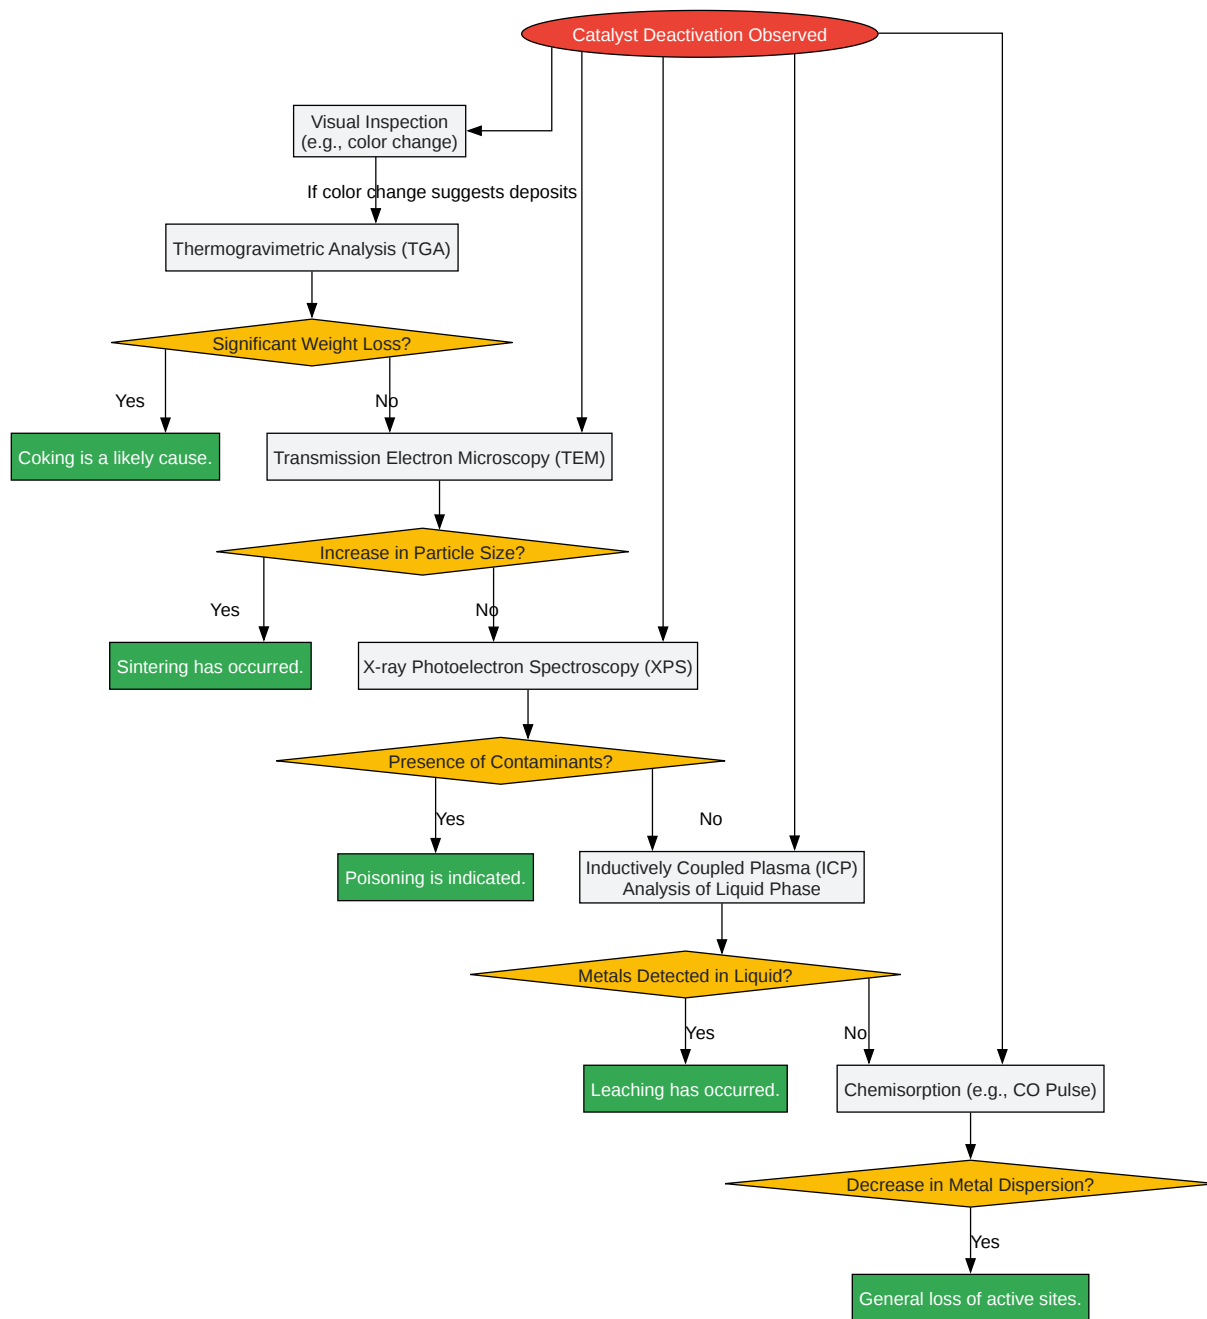 Catalyst Deactivation Observed
Visual Inspection
(e.g., color change)
If color change suggests deposits
Thermogravimetric Analysis (TGA)
Significant Weight Loss?
Yes
No
Coking is a likely cause.
Transmission Electron Microscopy (TEM)
Increase in Particle Size?
Yes
No
Sintering has occurred.
X-ray Photoelectron Spectroscopy (XPS)
Presence of Contaminants?
Yes
No
Poisoning is indicated.
Inductively Coupled Plasma (ICP)
Analysis of Liquid Phase
Metals Detected in Liquid?
Yes
No
Leaching has occurred.
Chemisorption (e.g., CO Pulse)
Decrease in Metal Dispersion?
Yes
General loss of active sites.